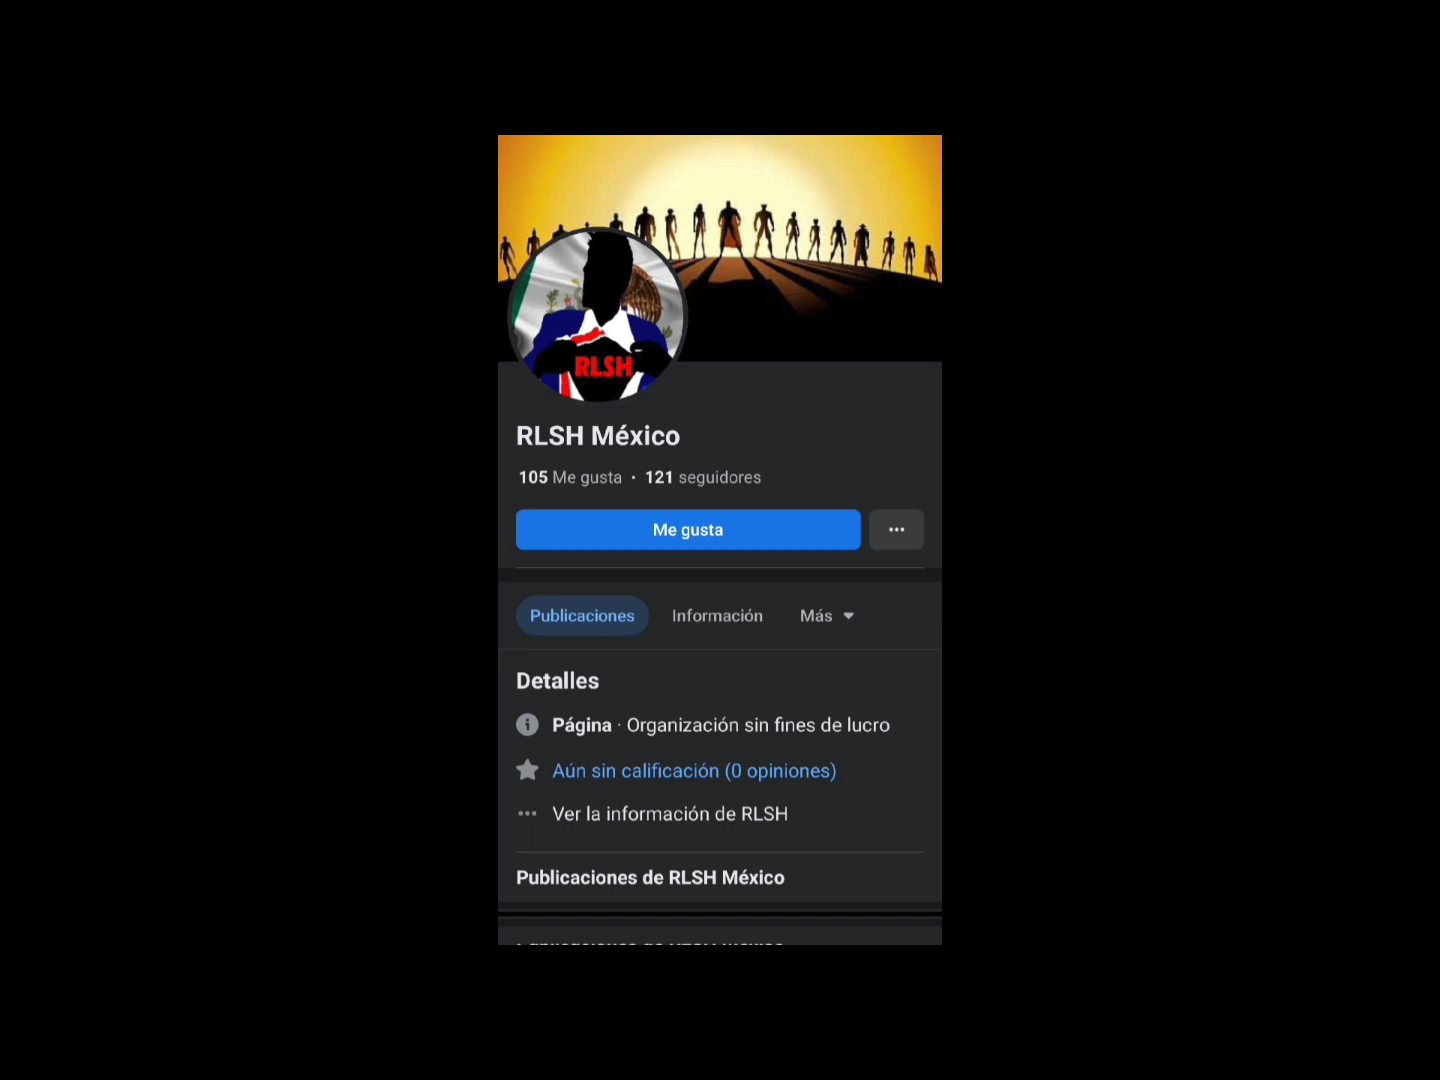 RLSH
RLSH México
105 Me gusta · 121 seguidores
Me gusta
Publicaciones Información Más
Detalles
Página · Organización sin fines de lucro
Aún sin calificación (0 opiniones)
Ver la información de RLSH
Publicaciones de RLSH México